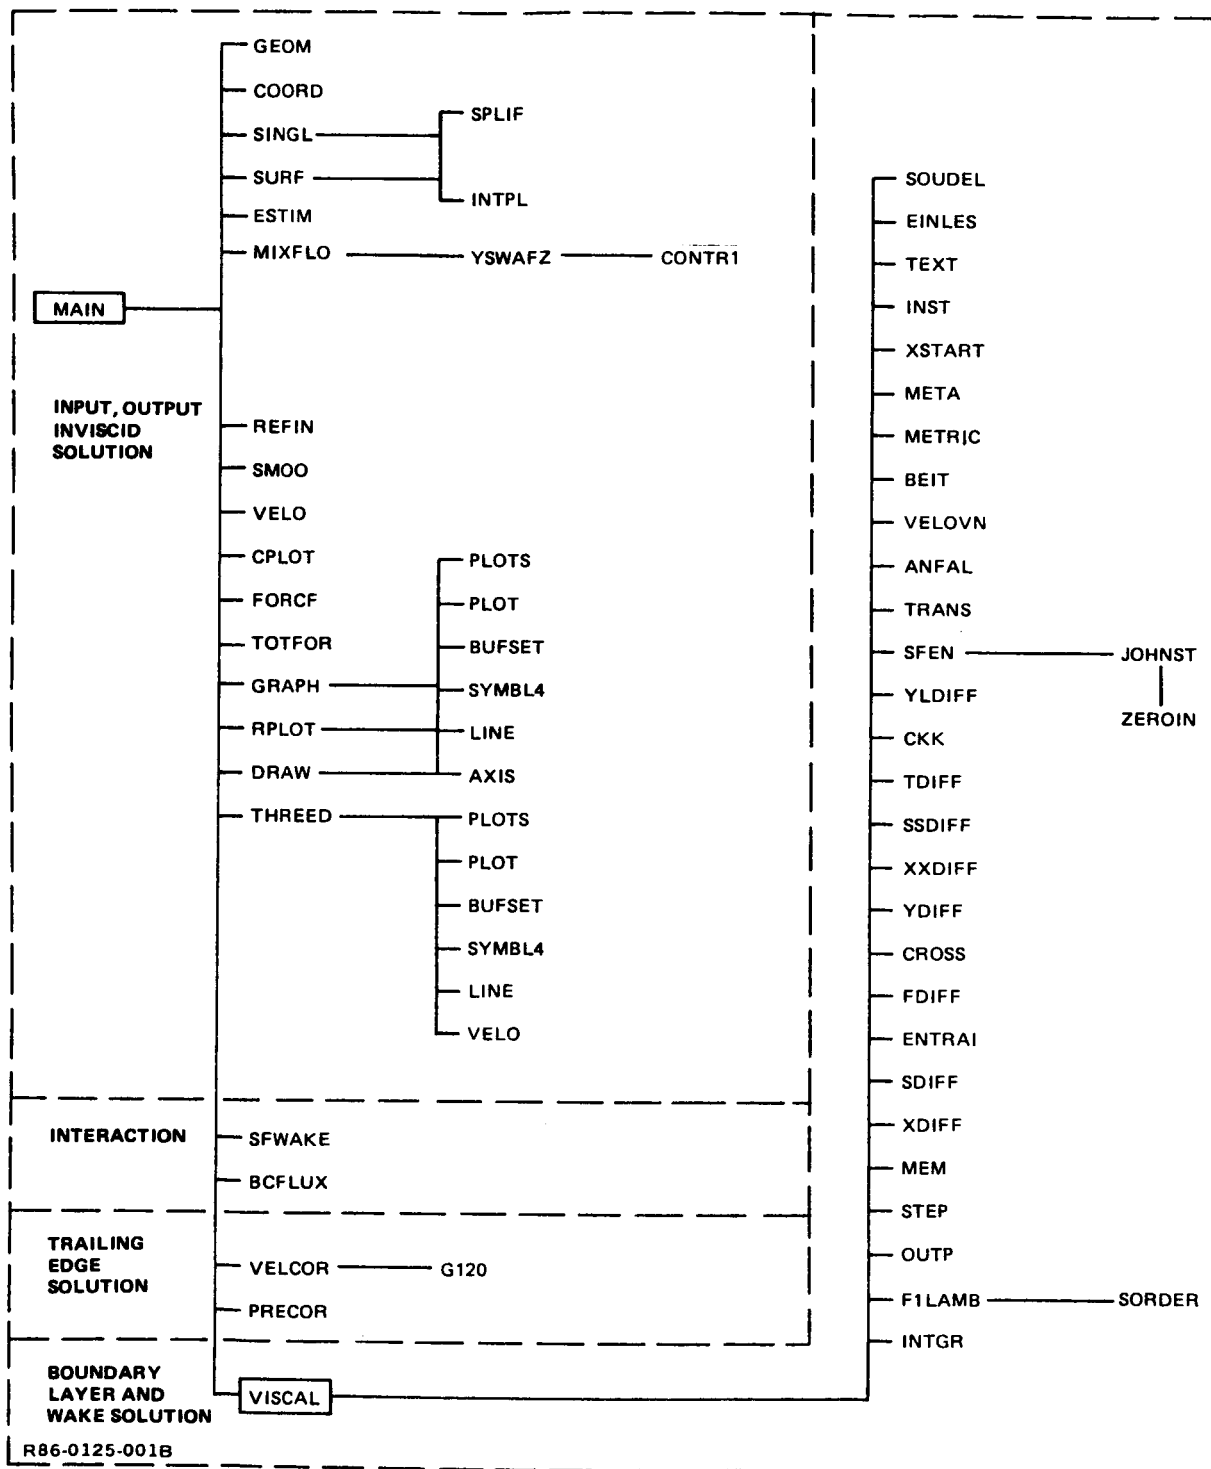 GEOM
COORD
SINGL
SPLIF
SURF
INTPL
ESTIM
MIXFLO
YSWAFZ
CONTR1
MAIN
INPUT, OUTPUT
INVISCID
SOLUTION
REFIN
SMOO
VELO
CPLOT
FORCF
TOTFOR
GRAPH
RPLOT
DRAW
PLOTS
PLOT
BUFSET
SYMBL4
LINE
AXIS
THREED
PLOTS
PLOT
BUFSET
SYMBL4
LINE
VELO
INTERACTION
SFWAKE
BCFLUX
TRAILING
EDGE
SOLUTION
VELCOR
G120
PRECOR
BOUNDARY
LAYER AND
WAKE SOLUTION
VISCAL
SOUDEL
EINLES
TEXT
INST
XSTART
META
METRIC
BEIT
VELOVN
ANFAL
TRANS
SFEN
JOHNST
ZEROIN
YLDIFF
CKK
TDIFF
SSDIFF
XXDIFF
YDIFF
CROSS
FDIFF
ENTRAI
SDIFF
XDIFF
MEM
STEP
OUTP
F1LAMB
SORDER
INTGR
R86-0125-001B